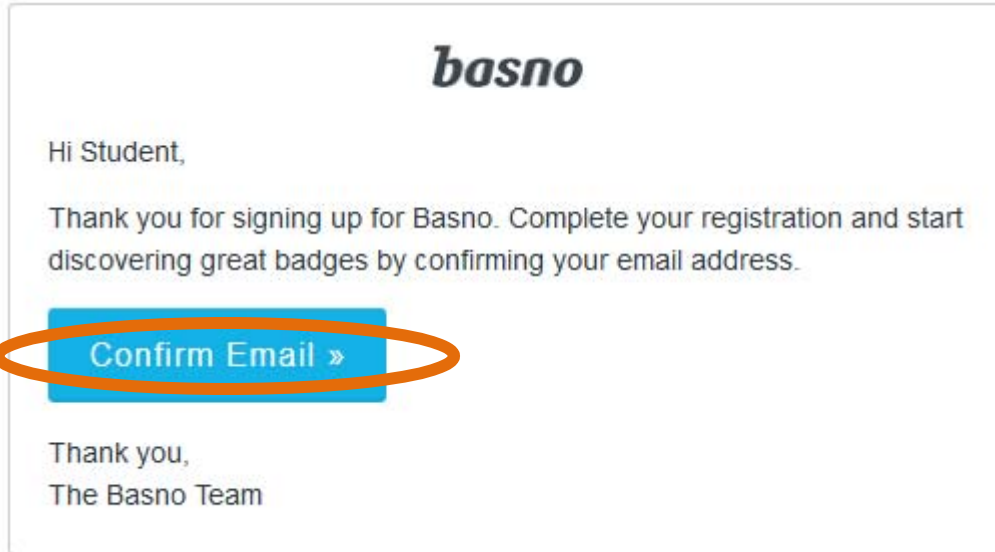 basno
Hi Student,
Thank you for signing up for Basno. Complete your registration and start
discovering great badges by confirming your email address.
Confirm Email »
Thank you,
The Basno Team